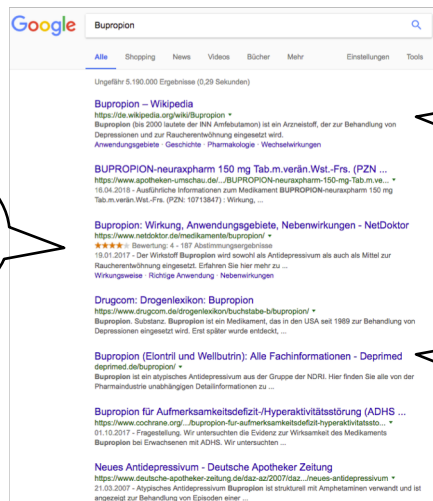 Google
Bupropion
Alle Shopping News Videos Bücher Mehr Einstellungen Tools
Ungefähr 5.190.000 Ergebnisse (0,29 Sekunden)
Bupropion – Wikipedia
https://de.wikipedia.org/wiki/Bupropion
Bupropion (bis 2000 lautete der INN Amfebutamon) ist ein Arzneistoff, der zur Behandlung von
Depressionen und zur Raucherentwöhnung eingesetzt wird.
Anwendungsgebiete · Geschichte · Pharmakologie · Wechselwirkungen
BUPROPION-neuraxpharm 150 mg Tab.m.verän.Wst.-Frs. (PZN ...
https://www.apotheken-umschau.de/.../BUPROPION-neuraxpharm-150-mg-Tab.m.ve...
16.04.2018 - Ausführliche Informationen zum Medikament BUPROPION-neuraxpharm 150 mg
Tab.m.verän.Wst.-Frs. (PZN: 10713847) : Wirkung, ...
Bupropion: Wirkung, Anwendungsgebiete, Nebenwirkungen - NetDoktor
https://www.netdoktor.de/medikamente/bupropion/
Bewertung: 4 - 187 Abstimmungsergebnisse
19.01.2017 - Der Wirkstoff Bupropion wird sowohl als Antidepressivum als auch als Mittel zur
Raucherentwöhnung eingesetzt. Erfahren Sie hier mehr zu ...
Wirkungsweise · Richtige Anwendung · Nebenwirkungen
Drugcom: Drogenlexikon: Bupropion
https://www.drugcom.de/drogenlexikon/buchstabe-b/bupropion/
Bupropion. Substanz. Bupropion ist ein Medikament, das in den USA seit 1989 zur Behandlung von
Depressionen eingesetzt wird. Erst später wurde entdeckt, ...
Bupropion (Elontril und Wellbutrin): Alle Fachinformationen - Deprimed
deprimed.de/bupropion/
Bupropion ist ein atypisches Antidepressivum aus der Gruppe der NDRI. Hier finden Sie alle von der
Pharmaindustrie unabhängigen Detailinformationen zu ...
Bupropion für Aufmerksamkeitsdefizit-/Hyperaktivitätsstörung (ADHS ...
https://www.cochrane.org/.../bupropion-fur-aufmerksamkeitsdefizit-hyperaktivitatssto...
01.10.2017 - Fragestellung. Wir untersuchten die Evidenz zur Wirksamkeit des Medikaments
Bupropion bei Erwachsenen mit ADHS. Wir untersuchten ...
Neues Antidepressivum - Deutsche Apotheker Zeitung
https://www.deutsche-apotheker-zeitung.de/daz-az/2007/daz.../neues-antidepressivum
21.03.2007 - Atypisches Antidepressivum Bupropion ist strukturell mit Amphetaminen verwandt und ist
angezeigt zur Behandlung von Episoden einer ...